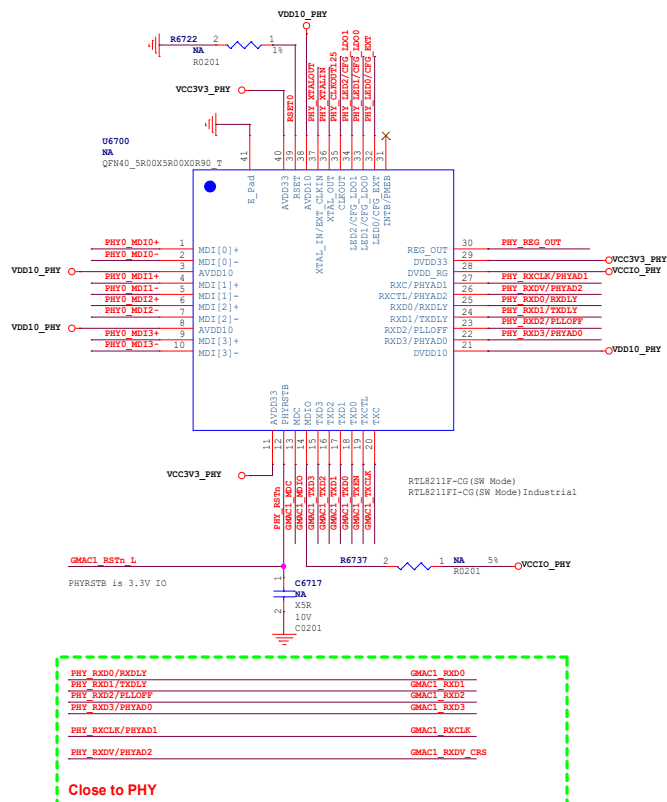 VDD10_PHY
R6722 2 1
NA 1%
R0201
VCC3V3_PHY
RSET0
PHY_XTALOUT
PHY_XTALIN
PHY_CLKOUT125
PHY_LED2/CFG_LDO1
PHY_LED1/CFG_LDO0
PHY_LED0/CFG_EXT
U6700
NA
QFN40_5R00X5R00X0R90_T
41 40 39 38 37 36 35 34 33 32 31
E_Pad
AVDD33
RSET
AVDD10
XTAL_IN/EXT_CLKIN
XTAL_OUT
CLKOUT
LED2/CFG_LDO1
LED1/CFG_LDO0
LED0/CFG_EXT
INTB/PMEB
PHY0_MDI0+ 1 MDI[0]+
PHY0_MDI0- 2 MDI[0]-
VDD10_PHY 3 AVDD10
PHY0_MDI1+ 4 MDI[1]+
PHY0_MDI1- 5 MDI[1]-
PHY0_MDI2+ 6 MDI[2]+
PHY0_MDI2- 7 MDI[2]-
VDD10_PHY 8 AVDD10
PHY0_MDI3+ 9 MDI[3]+
PHY0_MDI3- 10 MDI[3]-
REG_OUT 30 PHY_REG_OUT
DVDD33 29 VCC3V3_PHY
DVDD_RG 28 VCCIO_PHY
RXC/PHYAD1 27 PHY_RXCLK/PHYAD1
RXCTL/PHYAD2 26 PHY_RXDV/PHYAD2
RXD0/RXDLY 25 PHY_RXD0/RXDLY
RXD1/TXDLY 24 PHY_RXD1/TXDLY
RXD2/PLLOFF 23 PHY_RXD2/PLLOFF
RXD3/PHYAD0 22 PHY_RXD3/PHYAD0
DVDD10 21 VDD10_PHY
AVDD33
PHYRSTB
MDC
MDIO
TXD3
TXD2
TXD1
TXD0
TXCTL
TXC
11 12 13 14 15 16 17 18 19 20
VCC3V3_PHY
PHY_RSTn
GMAC1_MDC
GMAC1_MDIO
GMAC1_TXD3
GMAC1_TXD2
GMAC1_TXD1
GMAC1_TXD0
GMAC1_TXEN
GMAC1_TXCLK
RTL8211F-CG(SW Mode)
RTL8211FI-CG(SW Mode)Industrial
GMAC1_RSTn_L
R6737 2 1 NA 5% VCCIO_PHY
R0201
PHYRSTB is 3.3V IO
1 C6717
NA
X5R
2 10V
C0201
PHY_RXD0/RXDLY GMAC1_RXD0
PHY_RXD1/TXDLY GMAC1_RXD1
PHY_RXD2/PLLOFF GMAC1_RXD2
PHY_RXD3/PHYAD0 GMAC1_RXD3
PHY_RXCLK/PHYAD1 GMAC1_RXCLK
PHY_RXDV/PHYAD2 GMAC1_RXDV_CRS
Close to PHY